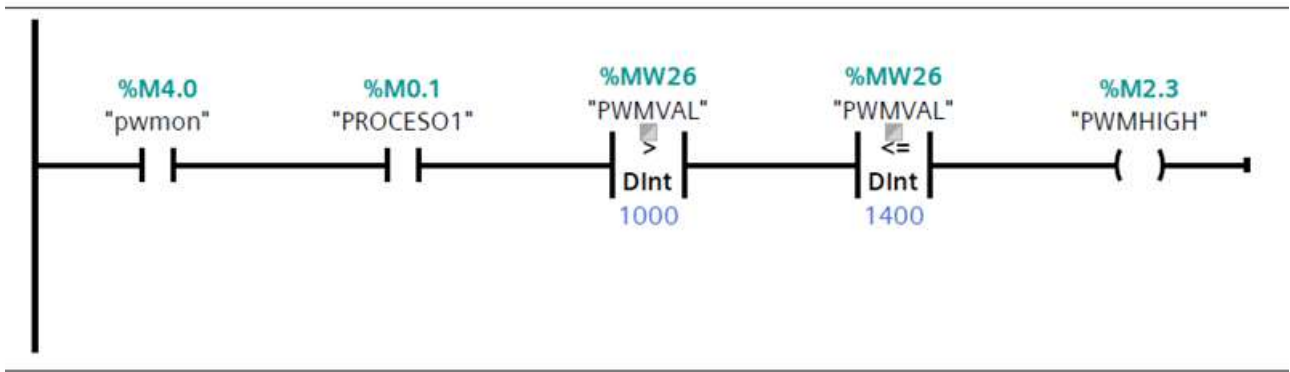 %M4.0
"pwmon"
%M0.1
"PROCESO1"
%MW26
"PWMVAL"
>
DInt
1000
%MW26
"PWMVAL"
<=
DInt
1400
%M2.3
"PWMHIGH"